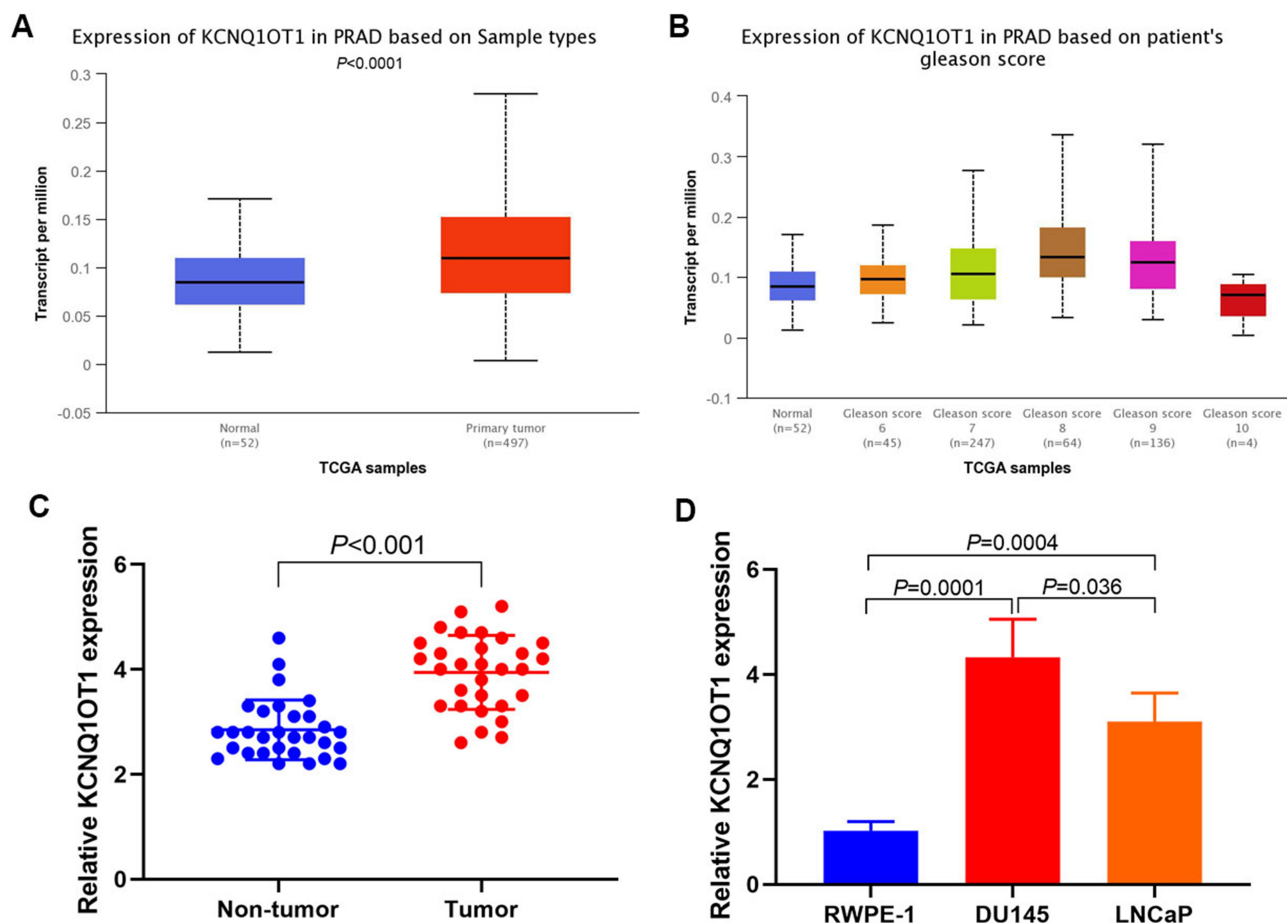 A
Expression of KCNQ1OT1 in PRAD based on Sample types
P<0.0001
Transcript per million
0.3
0.25
0.2
0.15
0.1
0.05
0
-0.05
Normal
(n=52)
Primary tumor
(n=497)
TCGA samples
B
Expression of KCNQ1OT1 in PRAD based on patient's
gleason score
Transcript per million
0.4
0.3
0.2
0.1
0
-0.1
Normal
(n=52)
Gleason score
6
(n=45)
Gleason score
7
(n=247)
Gleason score
8
(n=64)
Gleason score
9
(n=136)
Gleason score
10
(n=4)
TCGA samples
C
Relative KCNQ1OT1 expression
P<0.001
6
4
2
0
Non-tumor
Tumor
D
Relative KCNQ1OT1 expression
P=0.0004
P=0.0001
P=0.036
6
4
2
0
RWPE-1
DU145
LNCaP